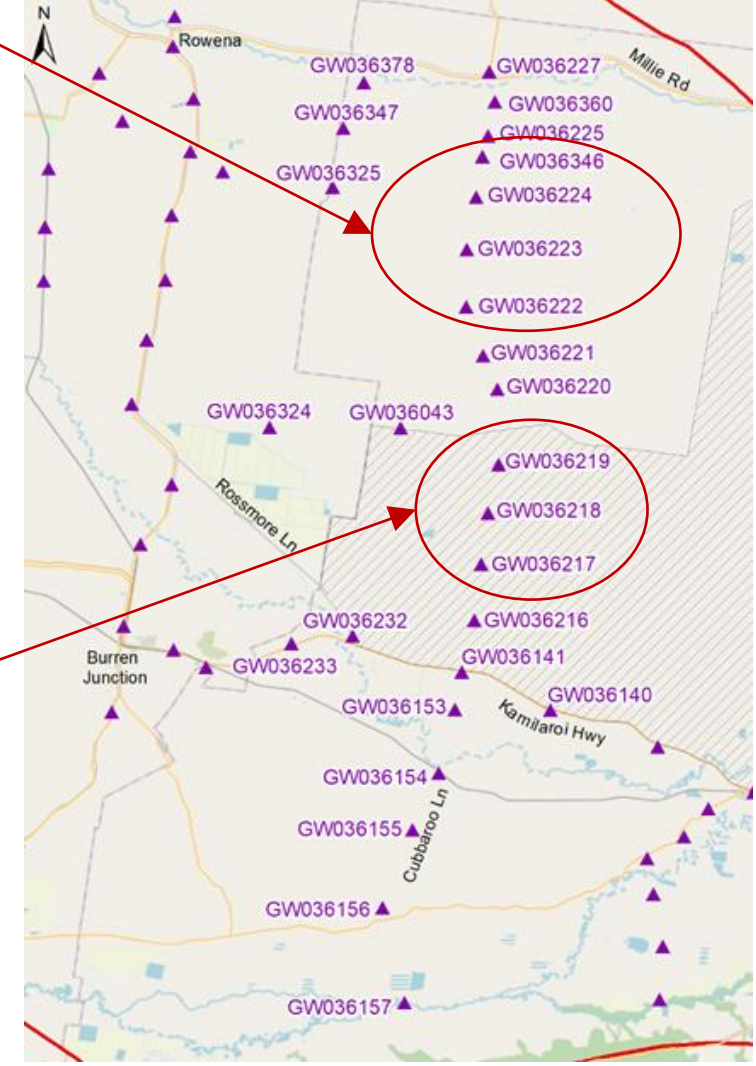 N
Rowena
Millie Rd
GW036378
GW036227
GW036360
GW036347
GW036225
GW036346
GW036325
GW036224
GW036223
GW036222
GW036221
GW036220
GW036324
GW036043
GW036219
Rossmore Ln
GW036218
GW036217
GW036232
GW036216
Burren
Junction
GW036233
GW036141
GW036140
GW036153
Kamilaroi Hwy
GW036154
Cubbaroo Ln
GW036155
GW036156
GW036157